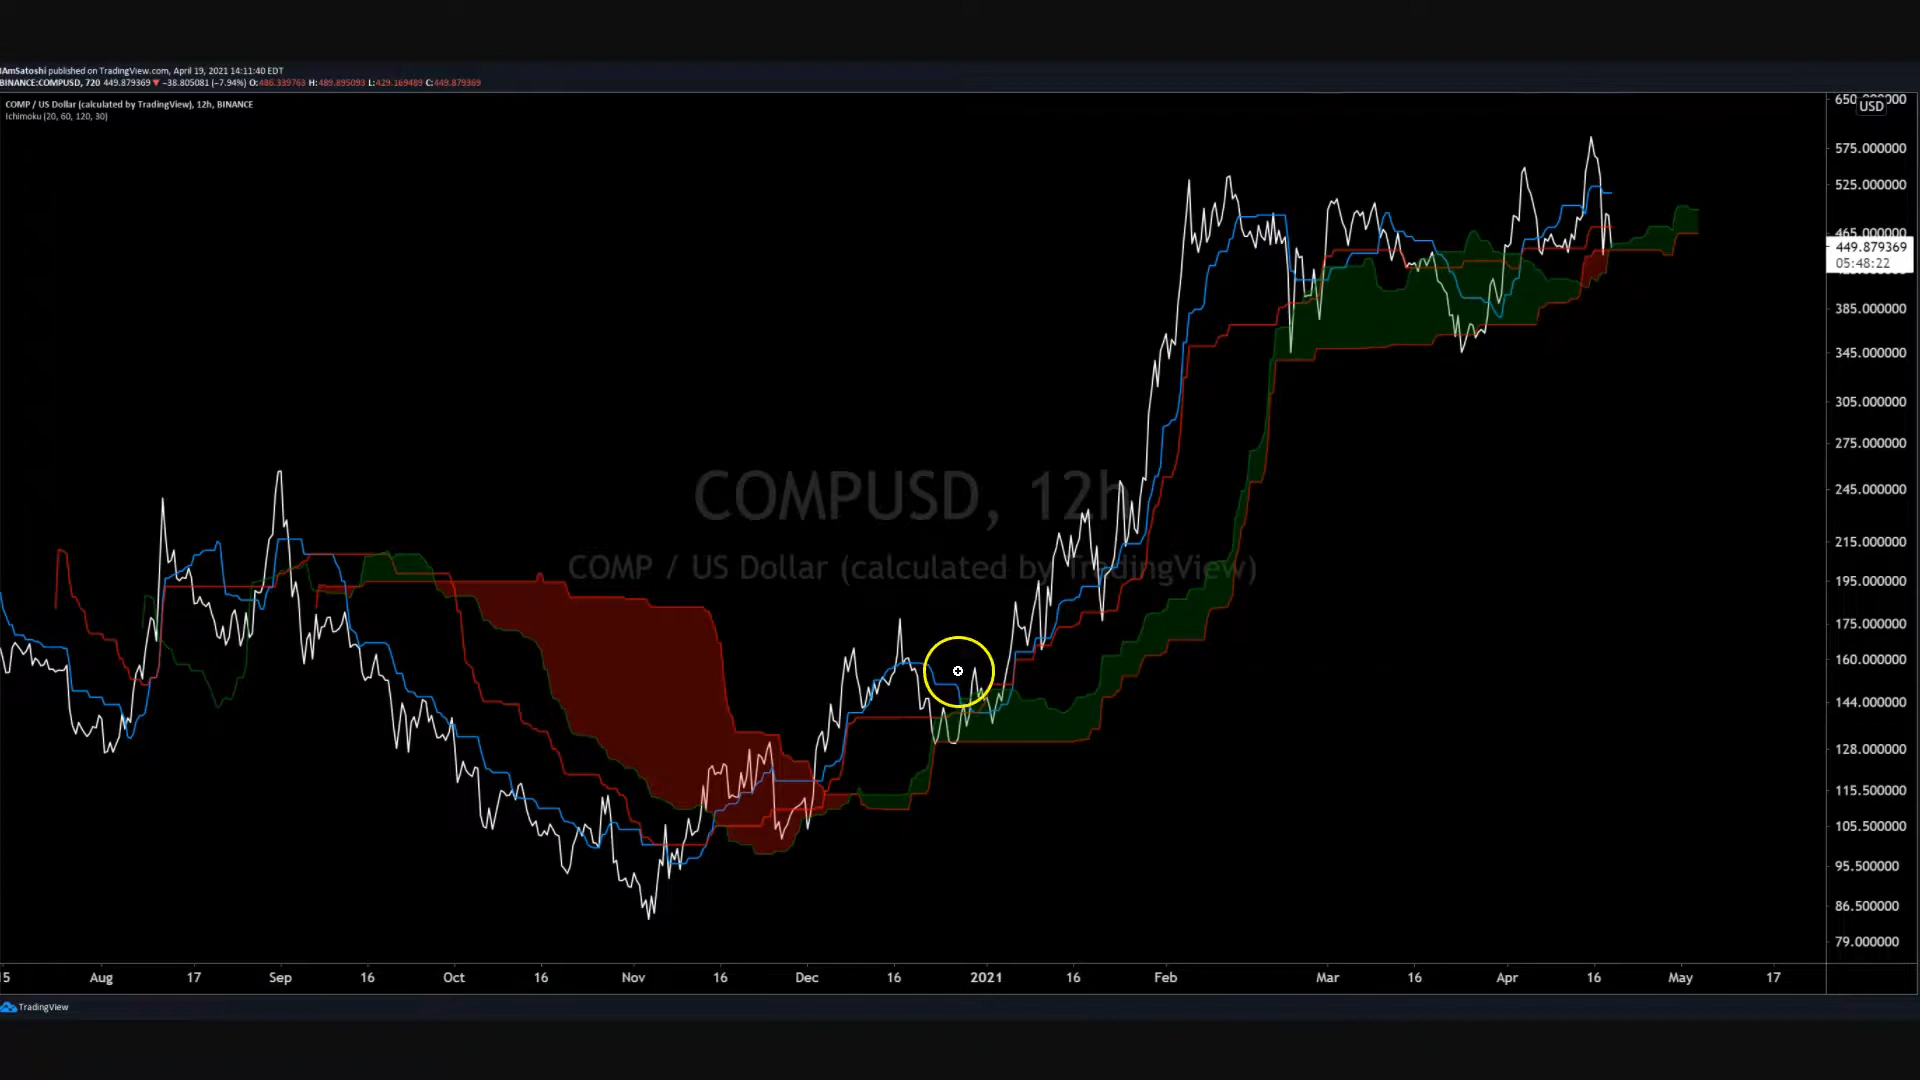 IAmSatoshi published on TradingView.com, April 19, 2021 14:11:40 EDT
BINANCE:COMPUSD, 720 449.879369 ▼ −38.805081 (−7.94%) O:486.339763 H:489.895093 L:429.169489 C:449.879369
COMP / US Dollar (calculated by TradingView), 12h, BINANCE
Ichimoku (20, 60, 120, 30)
USD
575.000000
525.000000
465.000000
449.879369
05:48:22
385.000000
345.000000
305.000000
275.000000
245.000000
215.000000
195.000000
175.000000
160.000000
144.000000
128.000000
115.500000
105.500000
95.500000
86.500000
79.000000
COMPUSD, 12h
COMP / US Dollar (calculated by TradingView)
15 Aug 17 Sep 16 Oct 16 Nov 16 Dec 16 2021 16 Feb Mar 16 Apr 16 May 17
TradingView